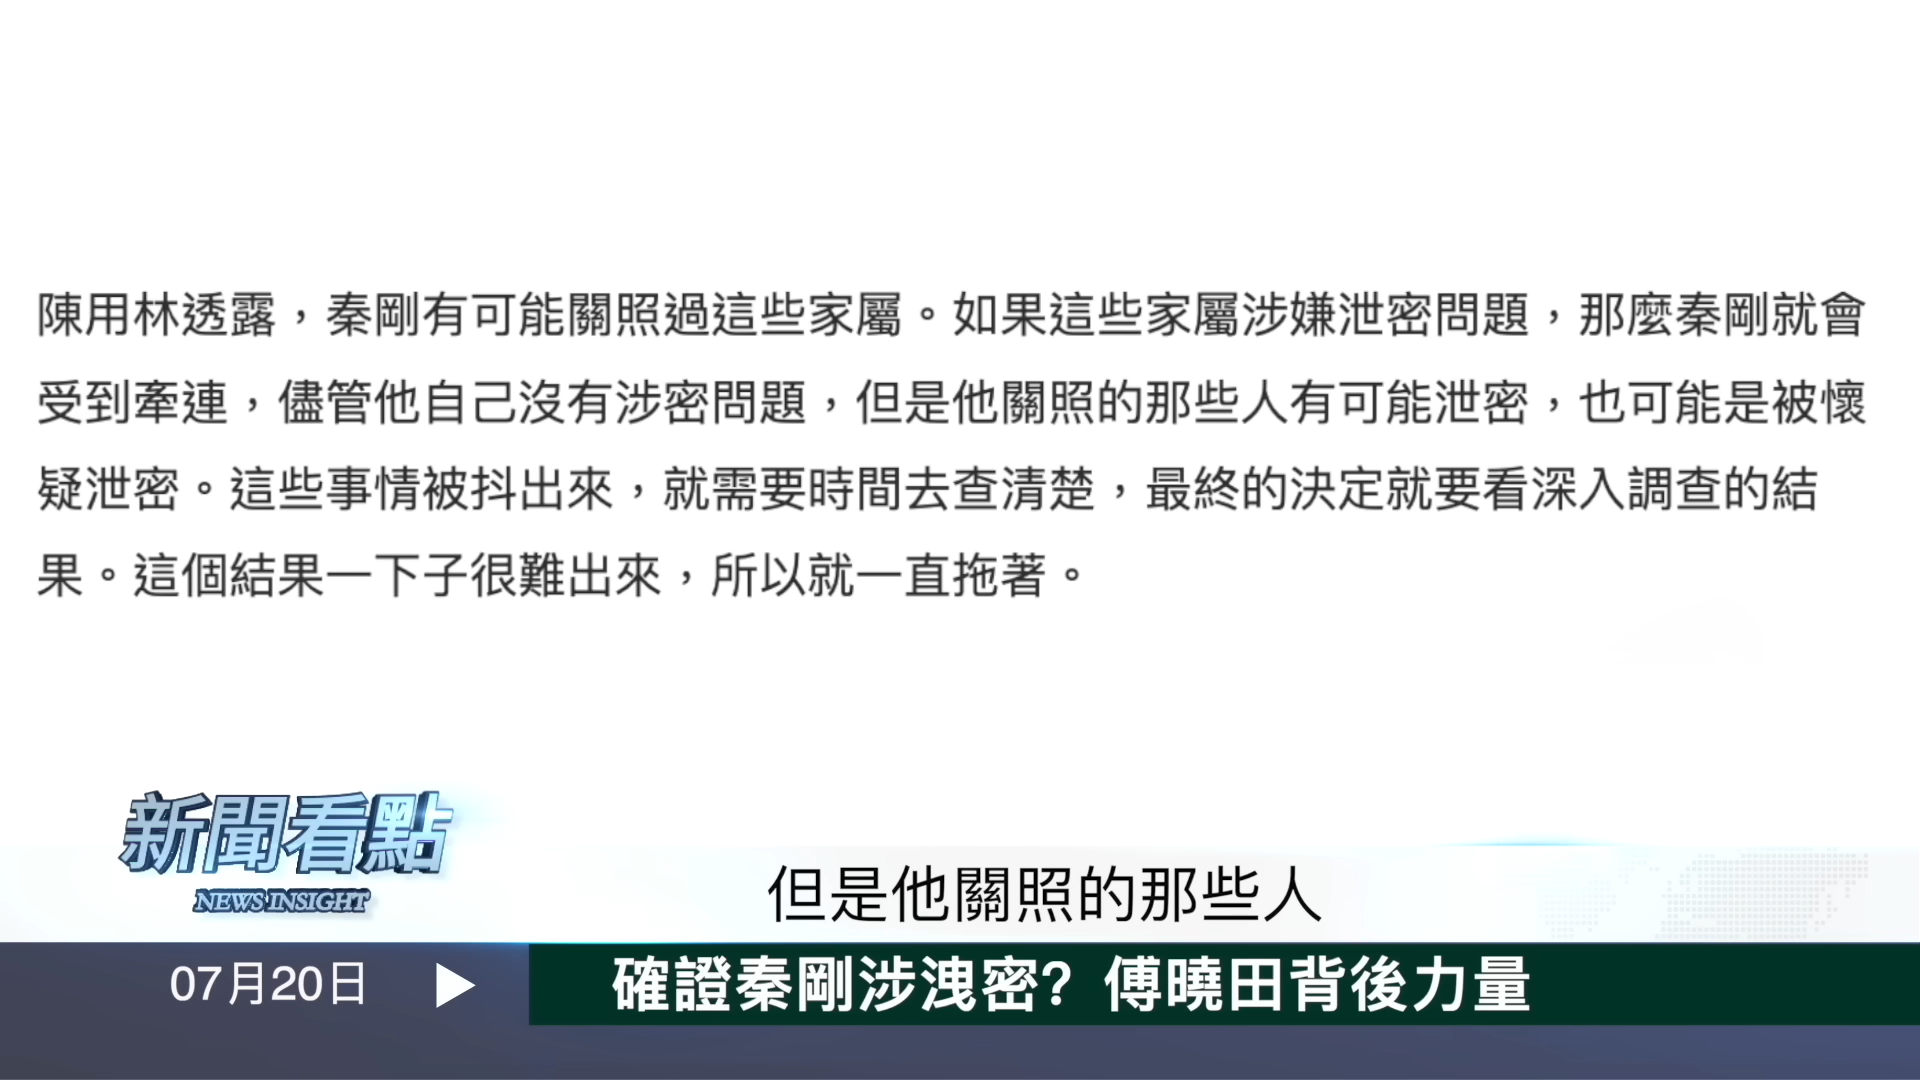 陳用林透露，秦剛有可能關照過這些家屬。如果這些家屬涉嫌泄密問題，那麼秦剛就會
受到牽連，儘管他自己沒有涉密問題，但是他關照的那些人有可能泄密，也可能是被懷
疑泄密。這些事情被抖出來，就需要時間去查清楚，最終的決定就要看深入調查的結
果。這個結果一下子很難出來，所以就一直拖著。
新聞看點
NEWS INSIGHT
但是他關照的那些人
07月20日
確證秦剛涉洩密？傅曉田背後力量